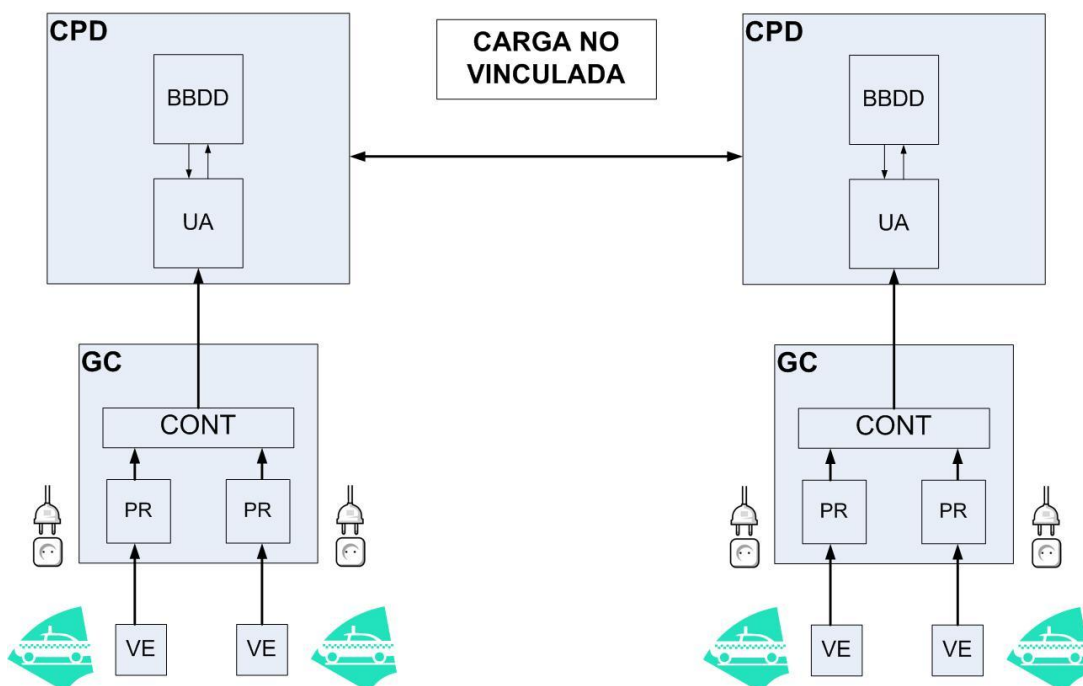 CPD
CARGA NO
VINCULADA
CPD
BBDD
BBDD
UA
UA
GC
GC
CONT
CONT
PR
PR
PR
PR
VE
VE
VE
VE